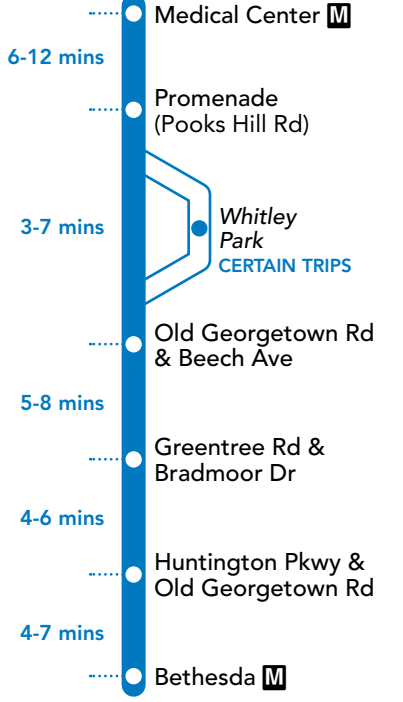 Medical Center M
6-12 mins
Promenade
(Pooks Hill Rd)
3-7 mins
Whitley
Park
CERTAIN TRIPS
Old Georgetown Rd
& Beech Ave
5-8 mins
Greentree Rd &
Bradmoor Dr
4-6 mins
Huntington Pkwy &
Old Georgetown Rd
4-7 mins
Bethesda M